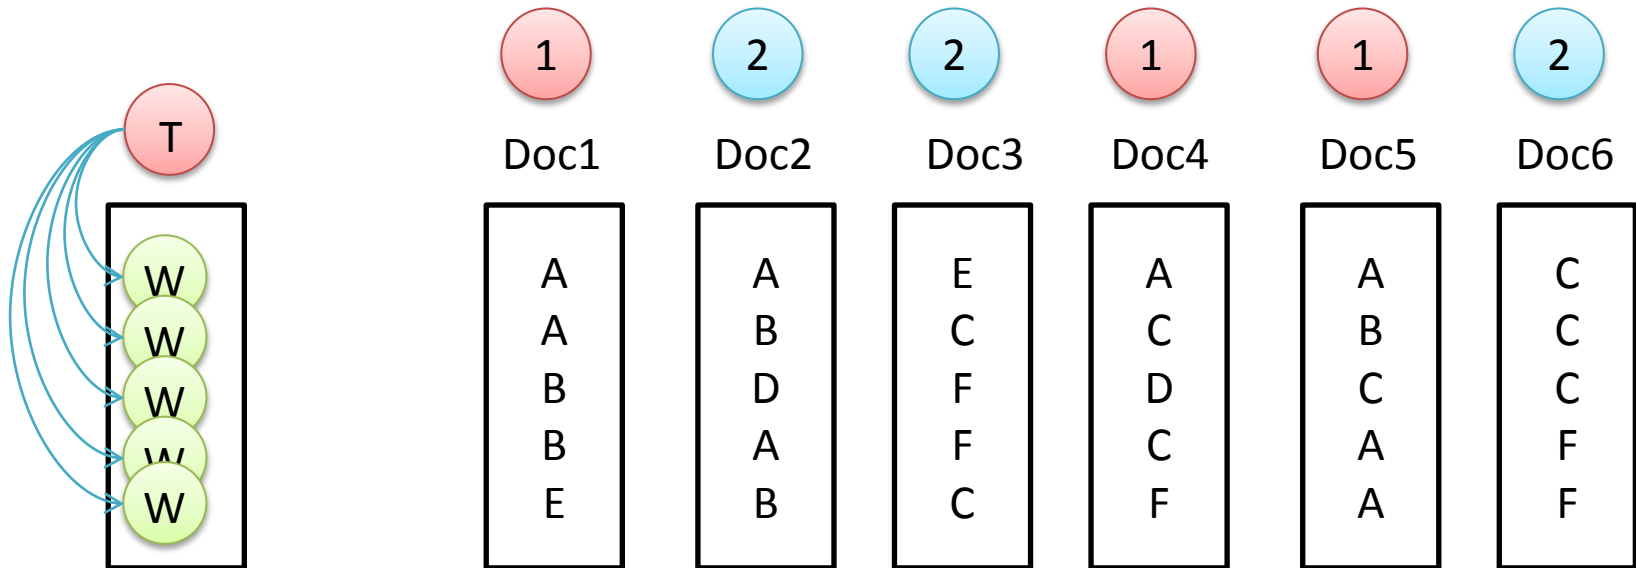 1 2 2 1 1 2
T
Doc1 Doc2 Doc3 Doc4 Doc5 Doc6
W A A E A A C
W A B C C B C
W B D F D C C
W B A F C A F
W E B C F A F